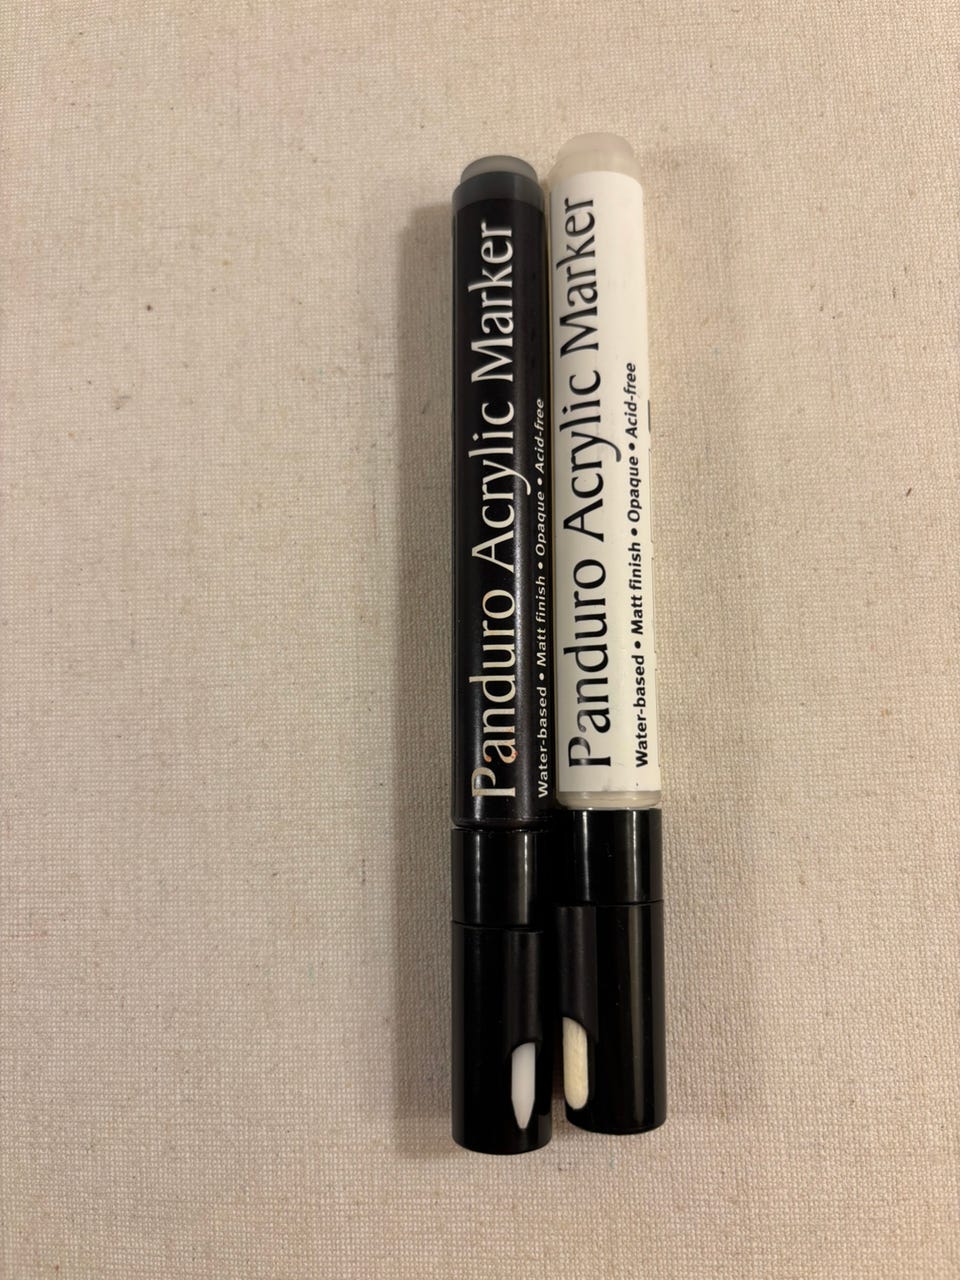 Panduro Acrylic Marker
Water-based • Matt finish • Opaque • Acid-free
Panduro Acrylic Marker
Water-based • Matt finish • Opaque • Acid-free